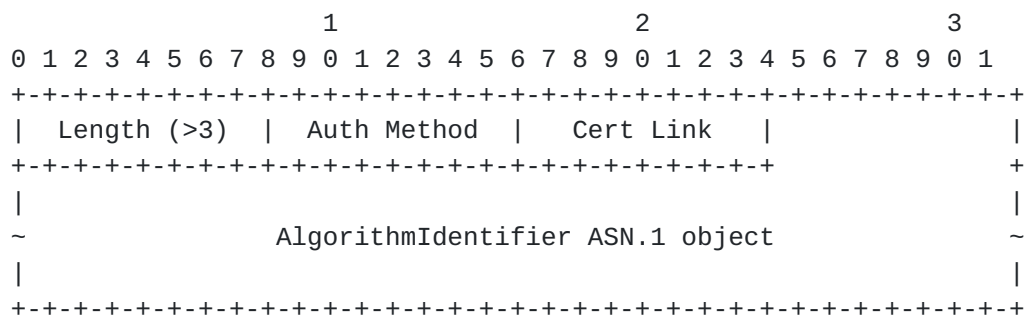 1                   2                   3
 0 1 2 3 4 5 6 7 8 9 0 1 2 3 4 5 6 7 8 9 0 1 2 3 4 5 6 7 8 9 0 1
+-+-+-+-+-+-+-+-+-+-+-+-+-+-+-+-+-+-+-+-+-+-+-+-+-+-+-+-+-+-+-+-+
|  Length (>3)  |  Auth Method  |   Cert Link   |               |
+-+-+-+-+-+-+-+-+-+-+-+-+-+-+-+-+-+-+-+-+-+-+-+-+               +
|                                                               |
~                AlgorithmIdentifier ASN.1 object               ~
|                                                               |
+-+-+-+-+-+-+-+-+-+-+-+-+-+-+-+-+-+-+-+-+-+-+-+-+-+-+-+-+-+-+-+-+